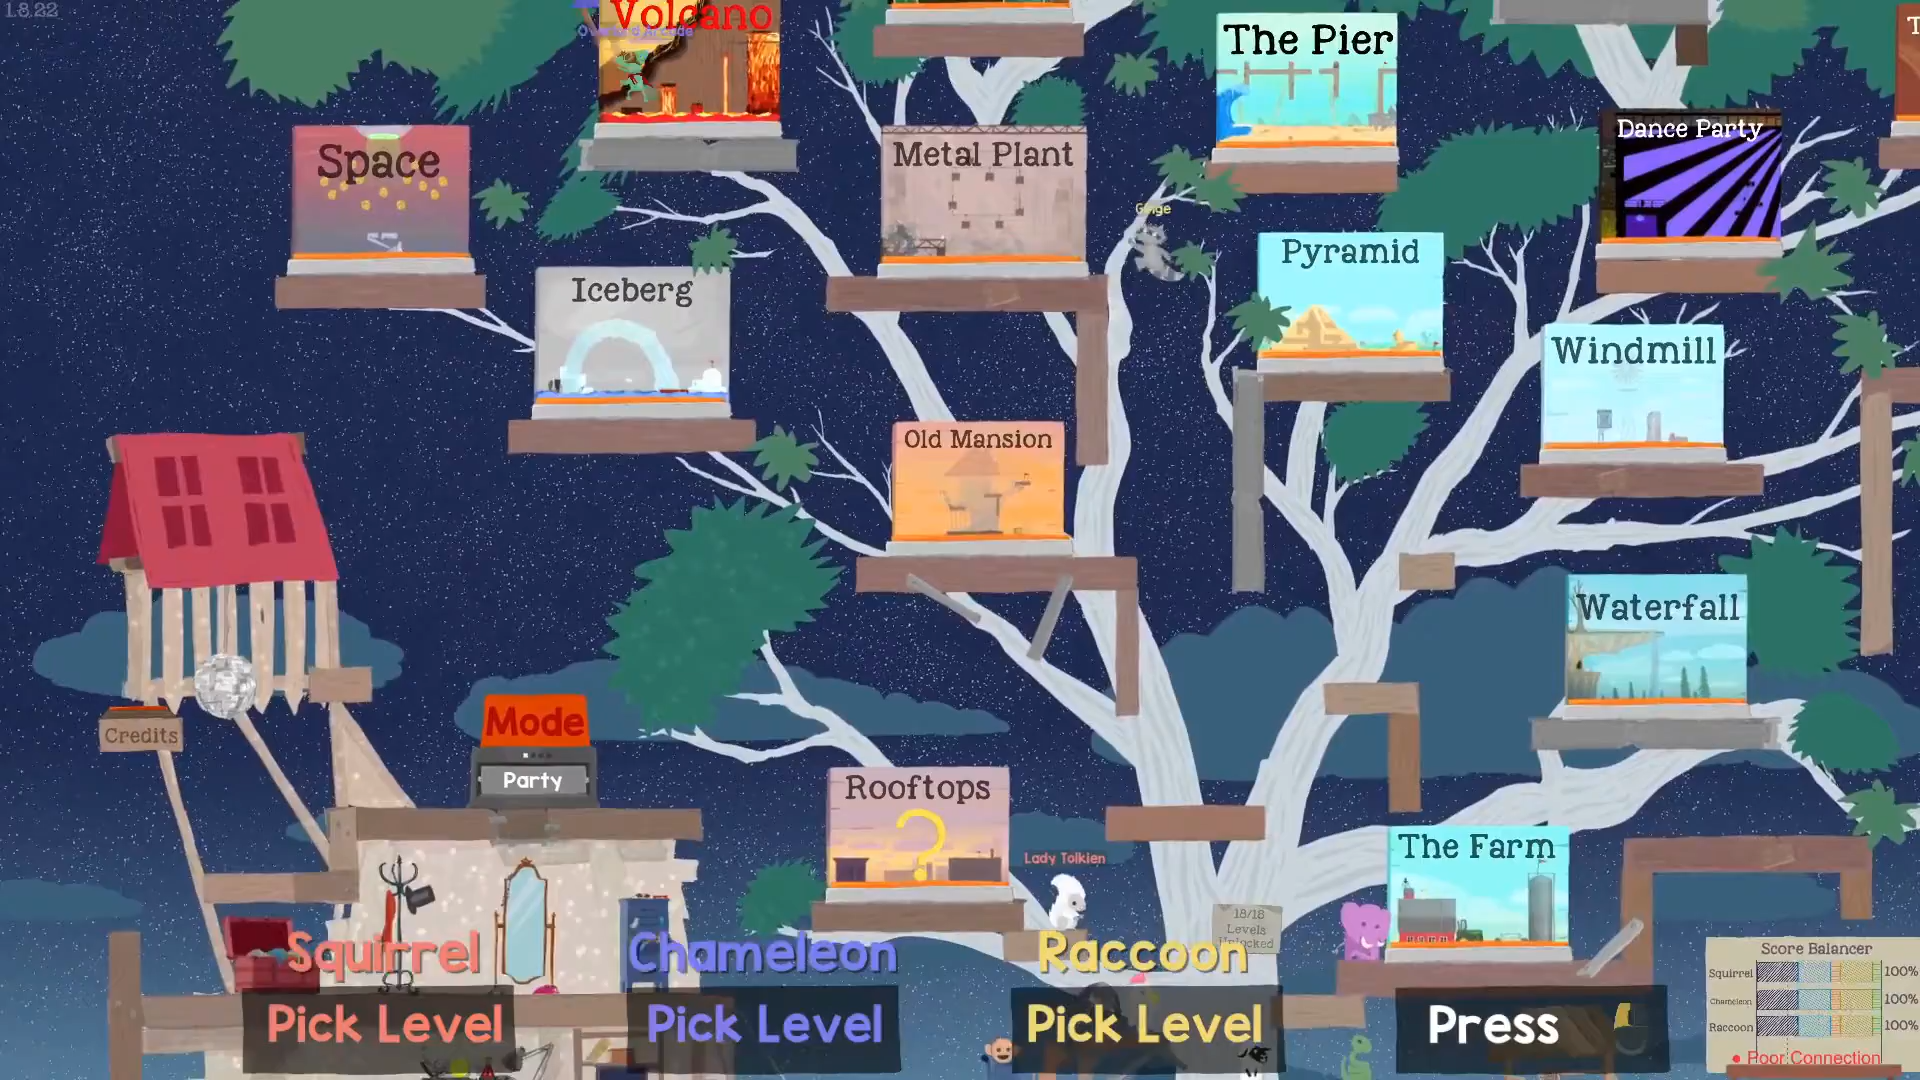 1.8.22
Volcano
The Pier
Dance Party
Space
Metal Plant
Ginge
Pyramid
Iceberg
Windmill
Old Mansion
Waterfall
Mode
Credits
Party
Rooftops
?
Lady Tolkien
The Farm
18/18
Levels
Unlocked
Squirrel
Chameleon
Raccoon
Pick Level
Pick Level
Pick Level
Press
Score Balancer
Squirrel 100%
Chameleon 100%
Raccoon 100%
Poor Connection